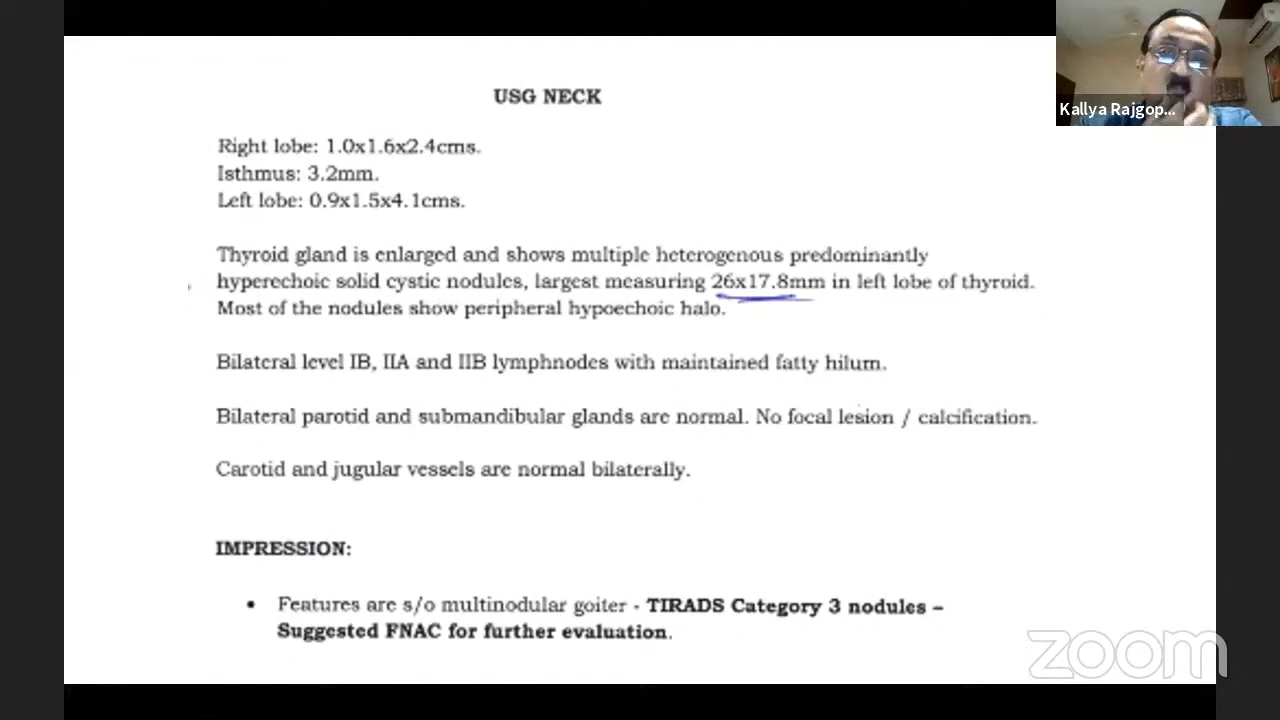 USG NECK
Kallya Rajgop...
Right lobe: 1.0x1.6x2.4cms.
Isthmus: 3.2mm.
Left lobe: 0.9x1.5x4.1cms.
Thyroid gland is enlarged and shows multiple heterogenous predominantly
hyperechoic solid cystic nodules, largest measuring 26x17.8mm in left lobe of thyroid.
Most of the nodules show peripheral hypoechoic halo.
Bilateral level IB, IIA and IIB lymphnodes with maintained fatty hilum.
Bilateral parotid and submandibular glands are normal. No focal lesion / calcification.
Carotid and jugular vessels are normal bilaterally.
IMPRESSION:
• Features are s/o multinodular goiter - TIRADS Category 3 nodules –
Suggested FNAC for further evaluation.
zoom